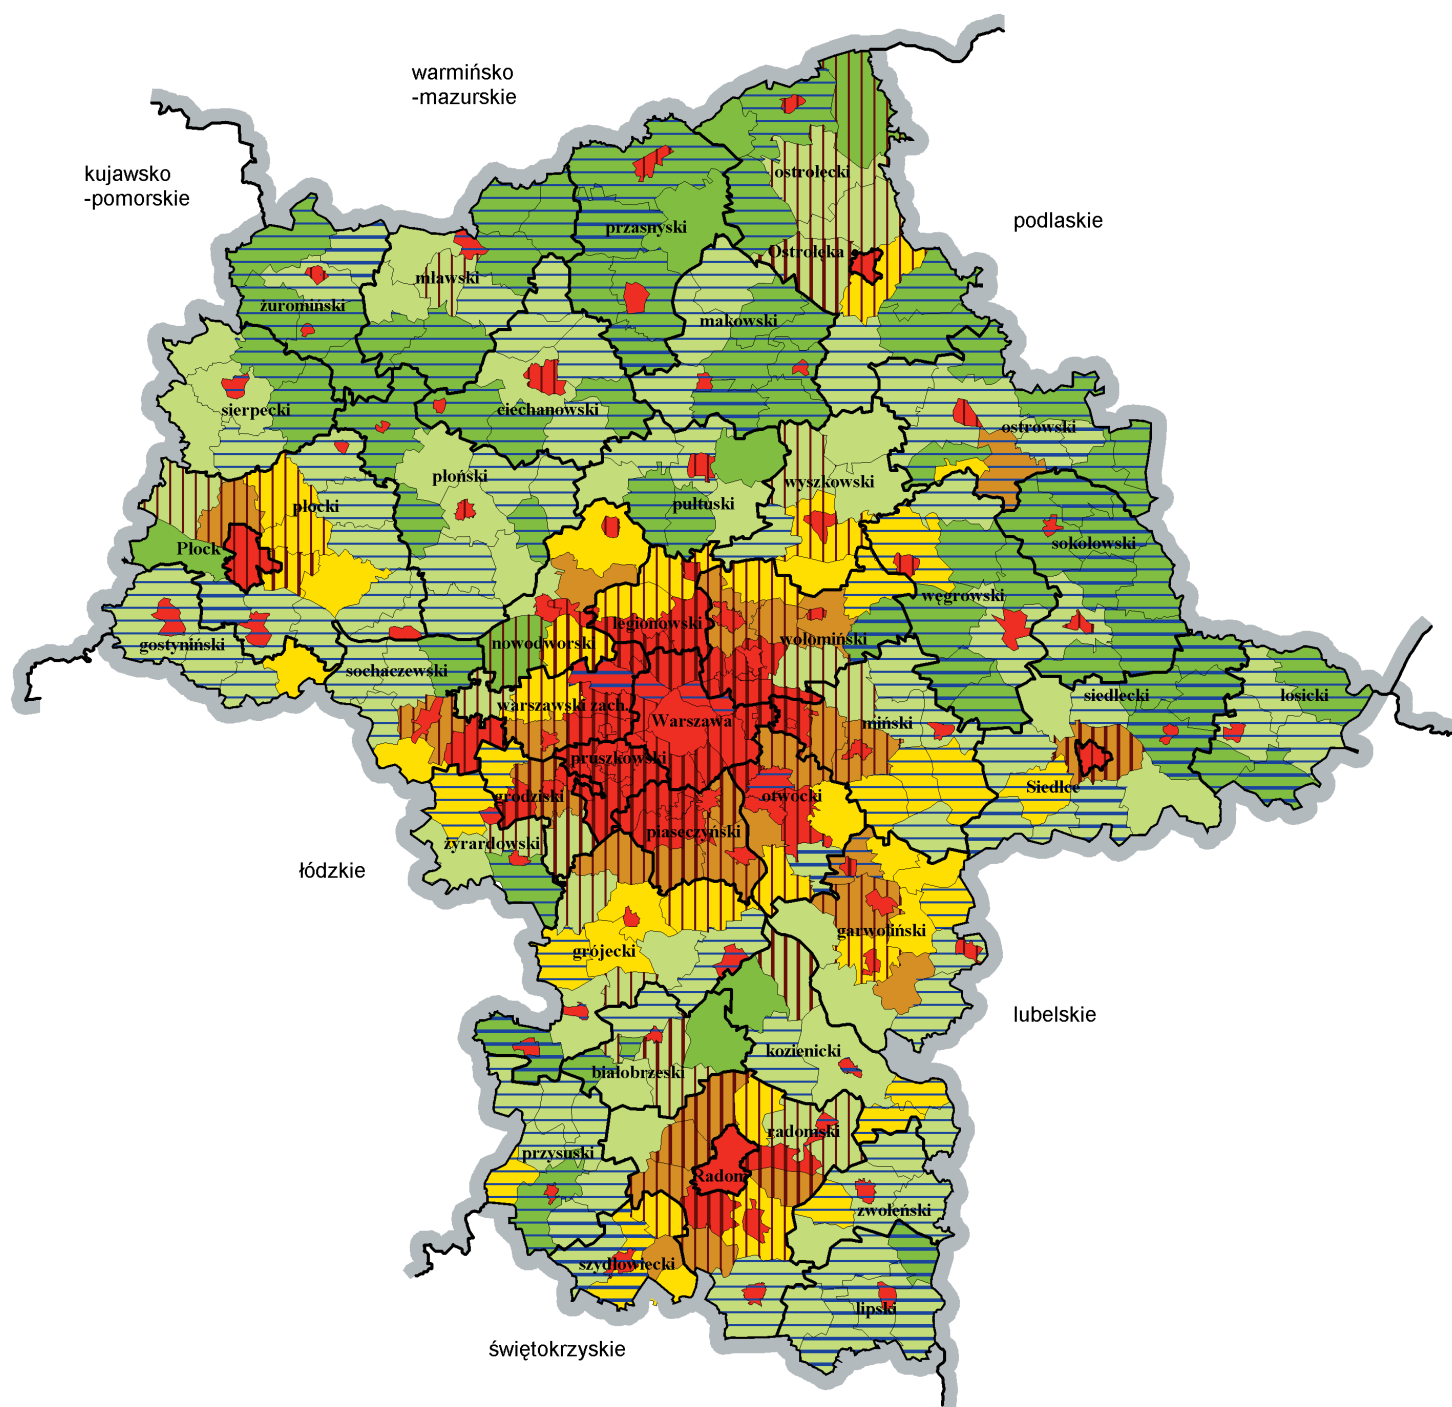 warmińsko
-mazurskie
kujawsko
-pomorskie
ostrołecki
podlaskie
przasnyski
Ostrołęka
mławski
żuromiński
makowski
sierpecki
ciechanowski
ostrowski
płoński
wyszkowski
płocki
pułtuski
Płock
sokołowski
węgrowski
legionowski
wołomiński
nowodworski
gostyniński
sochaczewski
siedlecki
łosicki
warszawski zach.
Warszawa
miński
pruszkowski
Siedlce
grodziski
otwocki
piaseczyński
żyrardowski
łódzkie
garwoliński
grójecki
lubelskie
kozienicki
białobrzeski
radomski
przysuski
Radom
zwoleński
szydłowiecki
lipski
świętokrzyskie